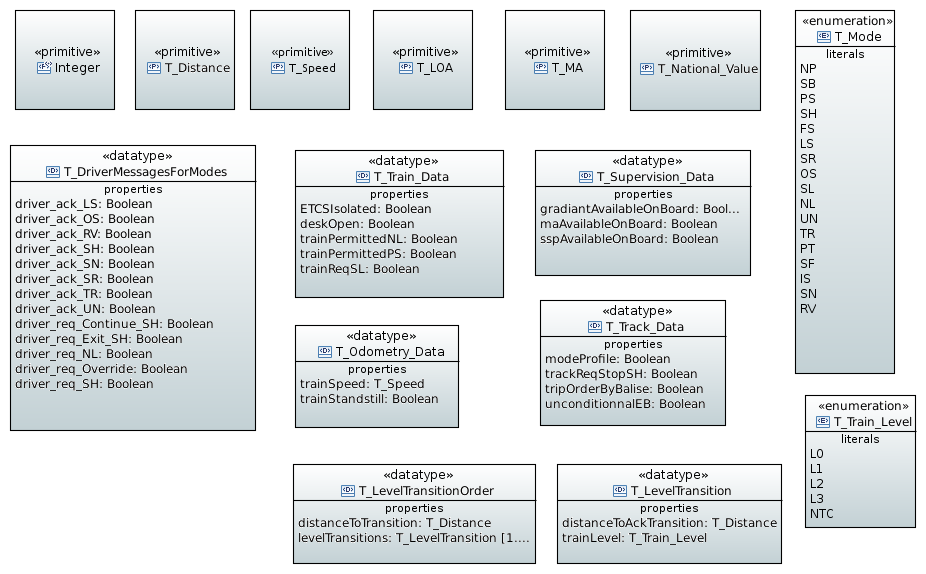 «primitive»
Integer
«primitive»
T_Distance
«primitive»
T_Speed
«primitive»
T_LOA
«primitive»
T_MA
«primitive»
T_National_Value
«enumeration»
T_Mode
literals
NP
SB
PS
SH
FS
LS
SR
OS
SL
NL
UN
TR
PT
SF
IS
SN
RV
«datatype»
T_DriverMessagesForModes
properties
driver_ack_LS: Boolean
driver_ack_OS: Boolean
driver_ack_RV: Boolean
driver_ack_SH: Boolean
driver_ack_SN: Boolean
driver_ack_SR: Boolean
driver_ack_TR: Boolean
driver_ack_UN: Boolean
driver_req_Continue_SH: Boolean
driver_req_Exit_SH: Boolean
driver_req_NL: Boolean
driver_req_Override: Boolean
driver_req_SH: Boolean
«datatype»
T_Train_Data
properties
ETCSIsolated: Boolean
deskOpen: Boolean
trainPermittedNL: Boolean
trainPermittedPS: Boolean
trainReqSL: Boolean
«datatype»
T_Supervision_Data
properties
gradiantAvailableOnBoard: Bool...
maAvailableOnBoard: Boolean
sspAvailableOnBoard: Boolean
«datatype»
T_Odometry_Data
properties
trainSpeed: T_Speed
trainStandstill: Boolean
«datatype»
T_Track_Data
properties
modeProfile: Boolean
trackReqStopSH: Boolean
tripOrderByBalise: Boolean
unconditionnalEB: Boolean
«enumeration»
T_Train_Level
literals
L0
L1
L2
L3
NTC
«datatype»
T_LevelTransitionOrder
properties
distanceToTransition: T_Distance
levelTransitions: T_LevelTransition [1....
«datatype»
T_LevelTransition
properties
distanceToAckTransition: T_Distance
trainLevel: T_Train_Level